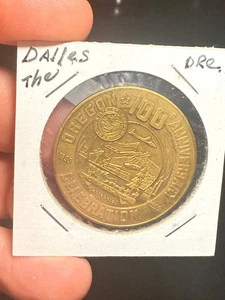 DAlles ORe.
The
OREGON 100 ANNIVERSARY
CELEBRATION